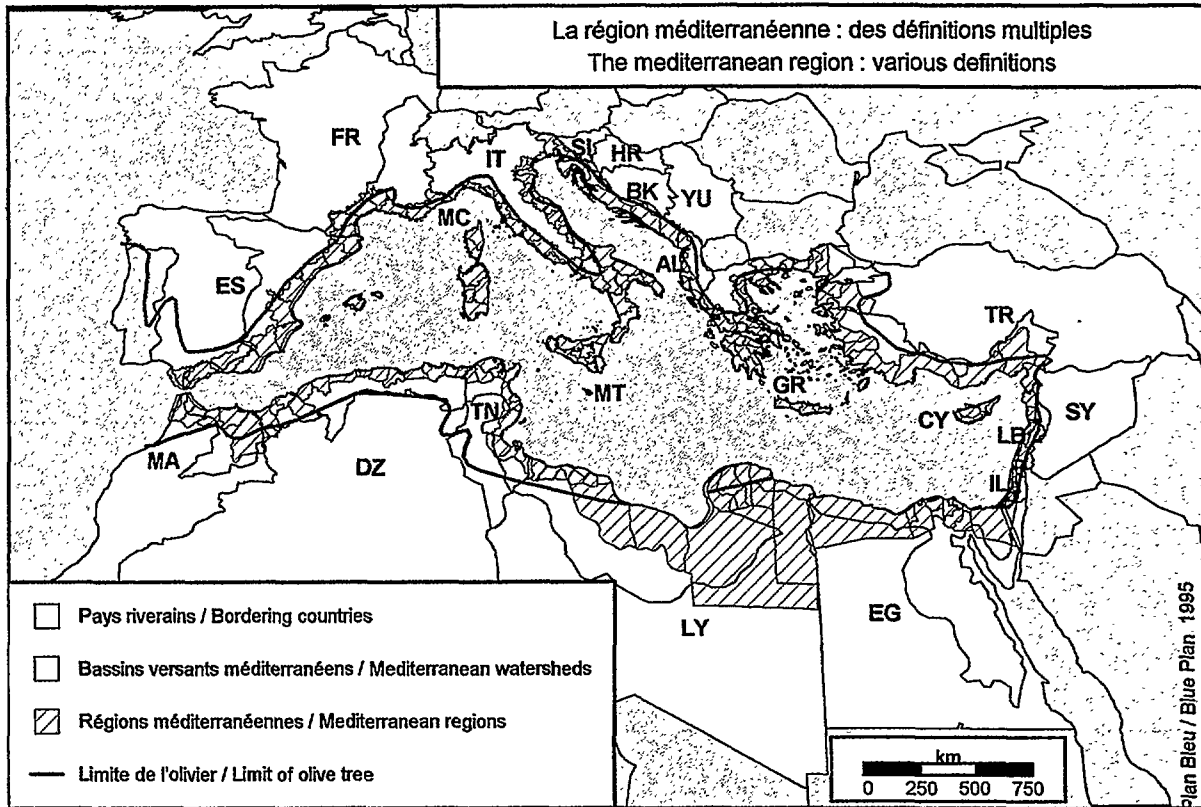 La région méditerranéenne : des définitions multiples
The mediterranean region : various definitions
FR
IT
SI
HR
BK
YU
MC
ES
AL
TR
GR
MT
CY
SY
LB
IL
TN
MA
DZ
LY
EG
Pays riverains / Bordering countries
Bassins versants méditerranéens / Mediterranean watersheds
Régions méditerranéennes / Mediterranean regions
Limite de l'olivier / Limit of olive tree
km
0 250 500 750
Plan Bleu / Blue Plan 1995